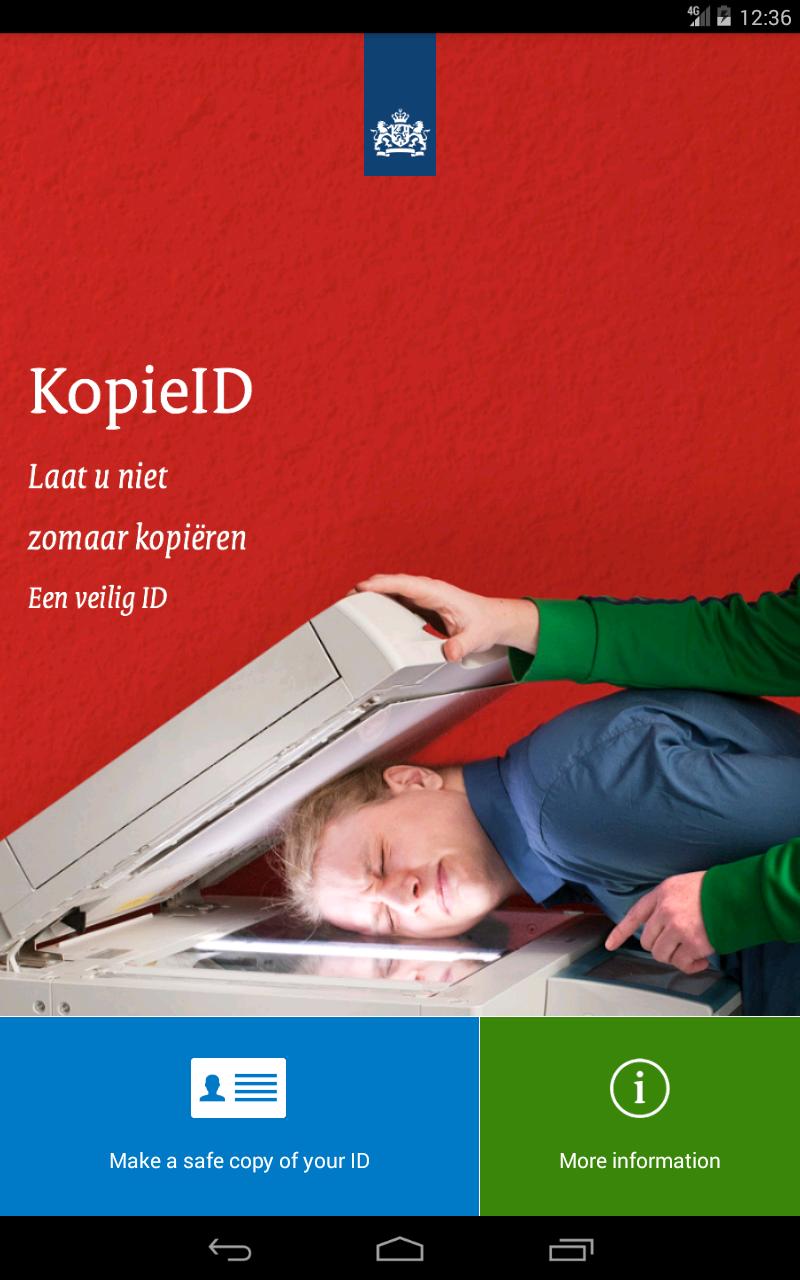 4G 12:36
KopieID
Laat u niet
zomaar kopiëren
Een veilig ID
Make a safe copy of your ID
More information